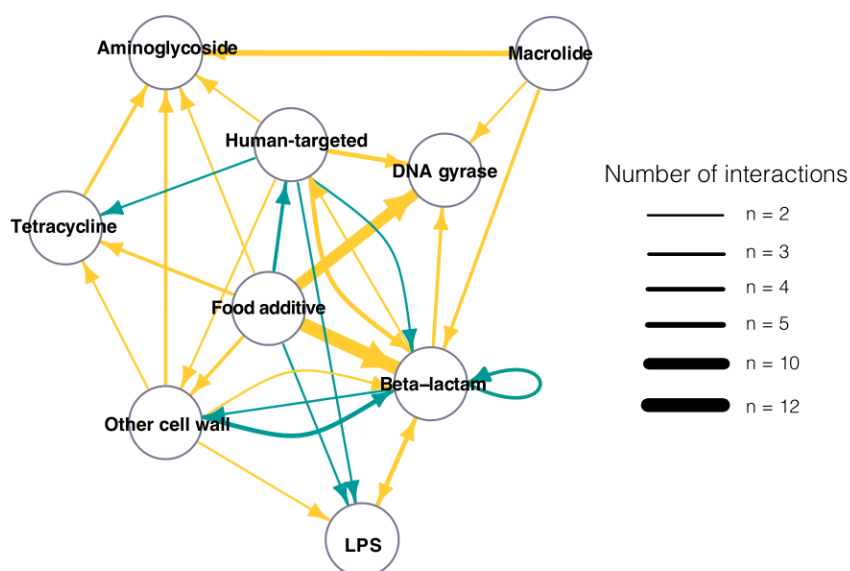 Aminoglycoside
Macrolide
Human-targeted
DNA gyrase
Number of interactions
n = 2
Tetracycline
n = 3
n = 4
Food additive
n = 5
n = 10
Beta–lactam
n = 12
Other cell wall
LPS